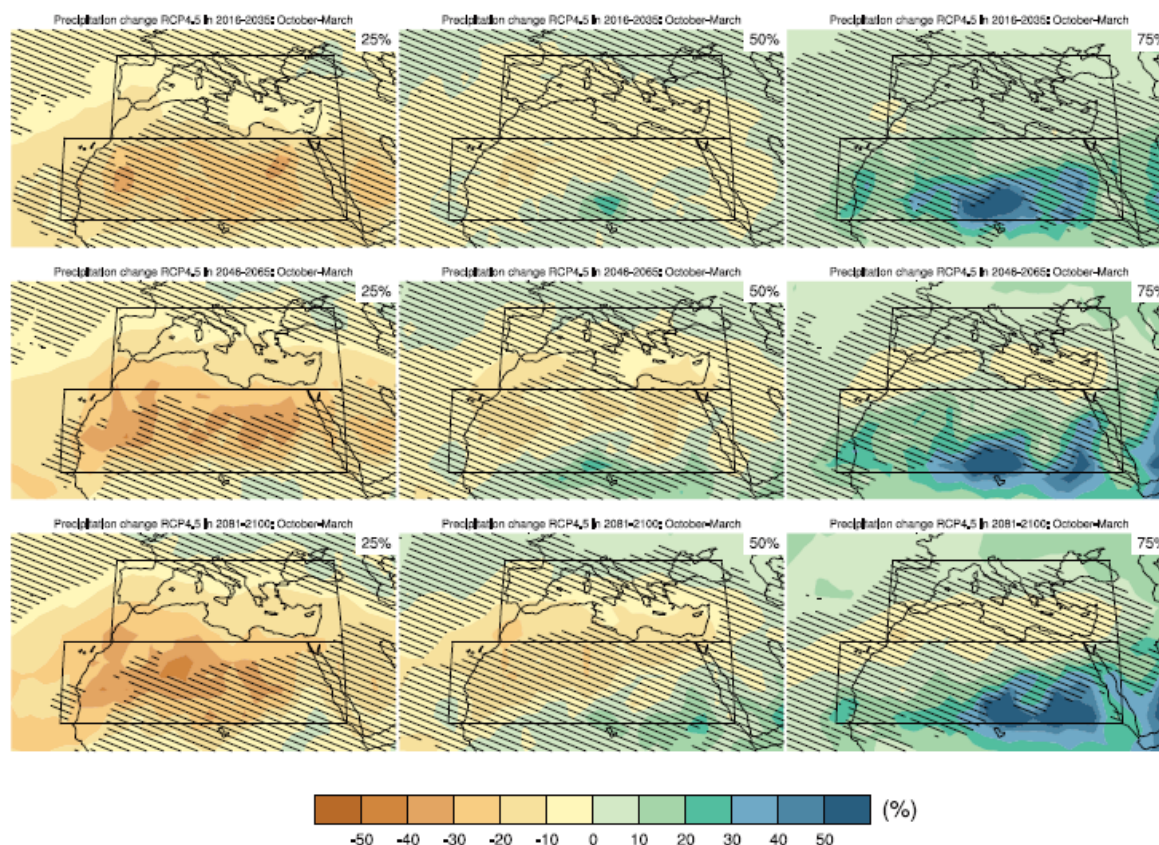 Precipitation change RCP4.5 in 2016-2035: October-March
25%
Precipitation change RCP4.5 in 2016-2035: October-March
50%
Precipitation change RCP4.5 in 2016-2035: October-March
75%
Precipitation change RCP4.5 in 2046-2065: October-March
25%
Precipitation change RCP4.5 in 2046-2065: October-March
50%
Precipitation change RCP4.5 in 2046-2065: October-March
75%
Precipitation change RCP4.5 in 2081-2100: October-March
25%
Precipitation change RCP4.5 in 2081-2100: October-March
50%
Precipitation change RCP4.5 in 2081-2100: October-March
75%
(%)
-50 -40 -30 -20 -10 0 10 20 30 40 50